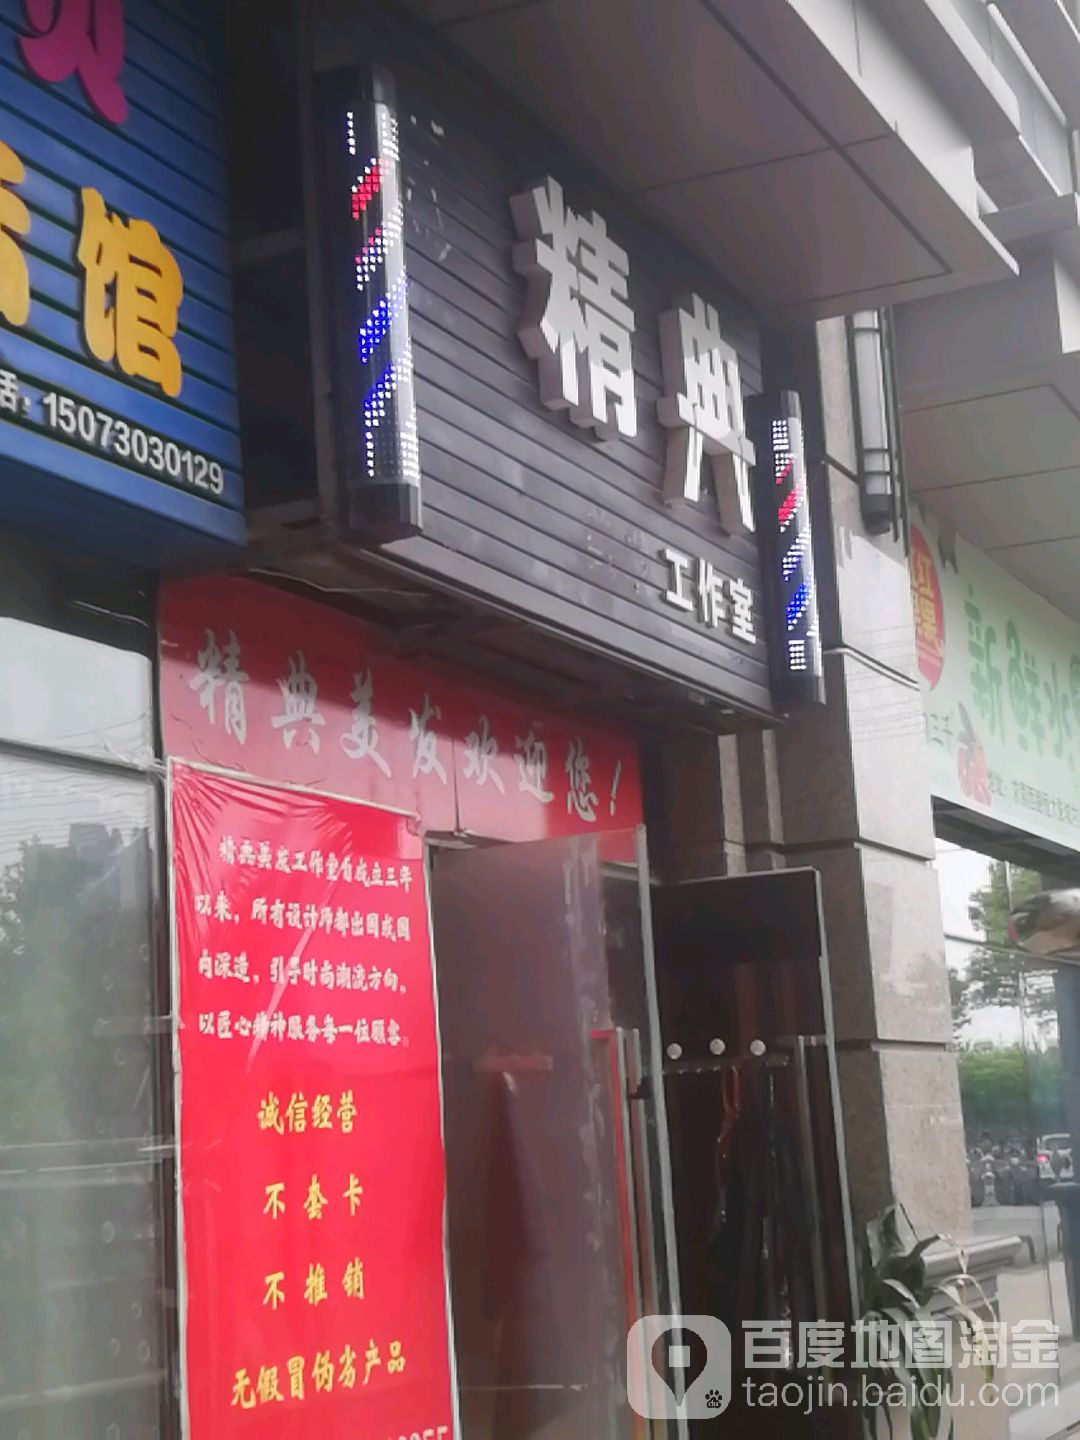 馆
话:15073030129
精典
工作室
精典美发欢迎您!
精典美发工作室自成立三年
以来,所有设计师都出国或国
内深造,引导时尚潮流方向。
以匠心精神服务每一位顾客。
诚信经营
不套卡
不推销
无假冒伪劣产品
新鲜水
百度地图淘金
taojin.baidu.com